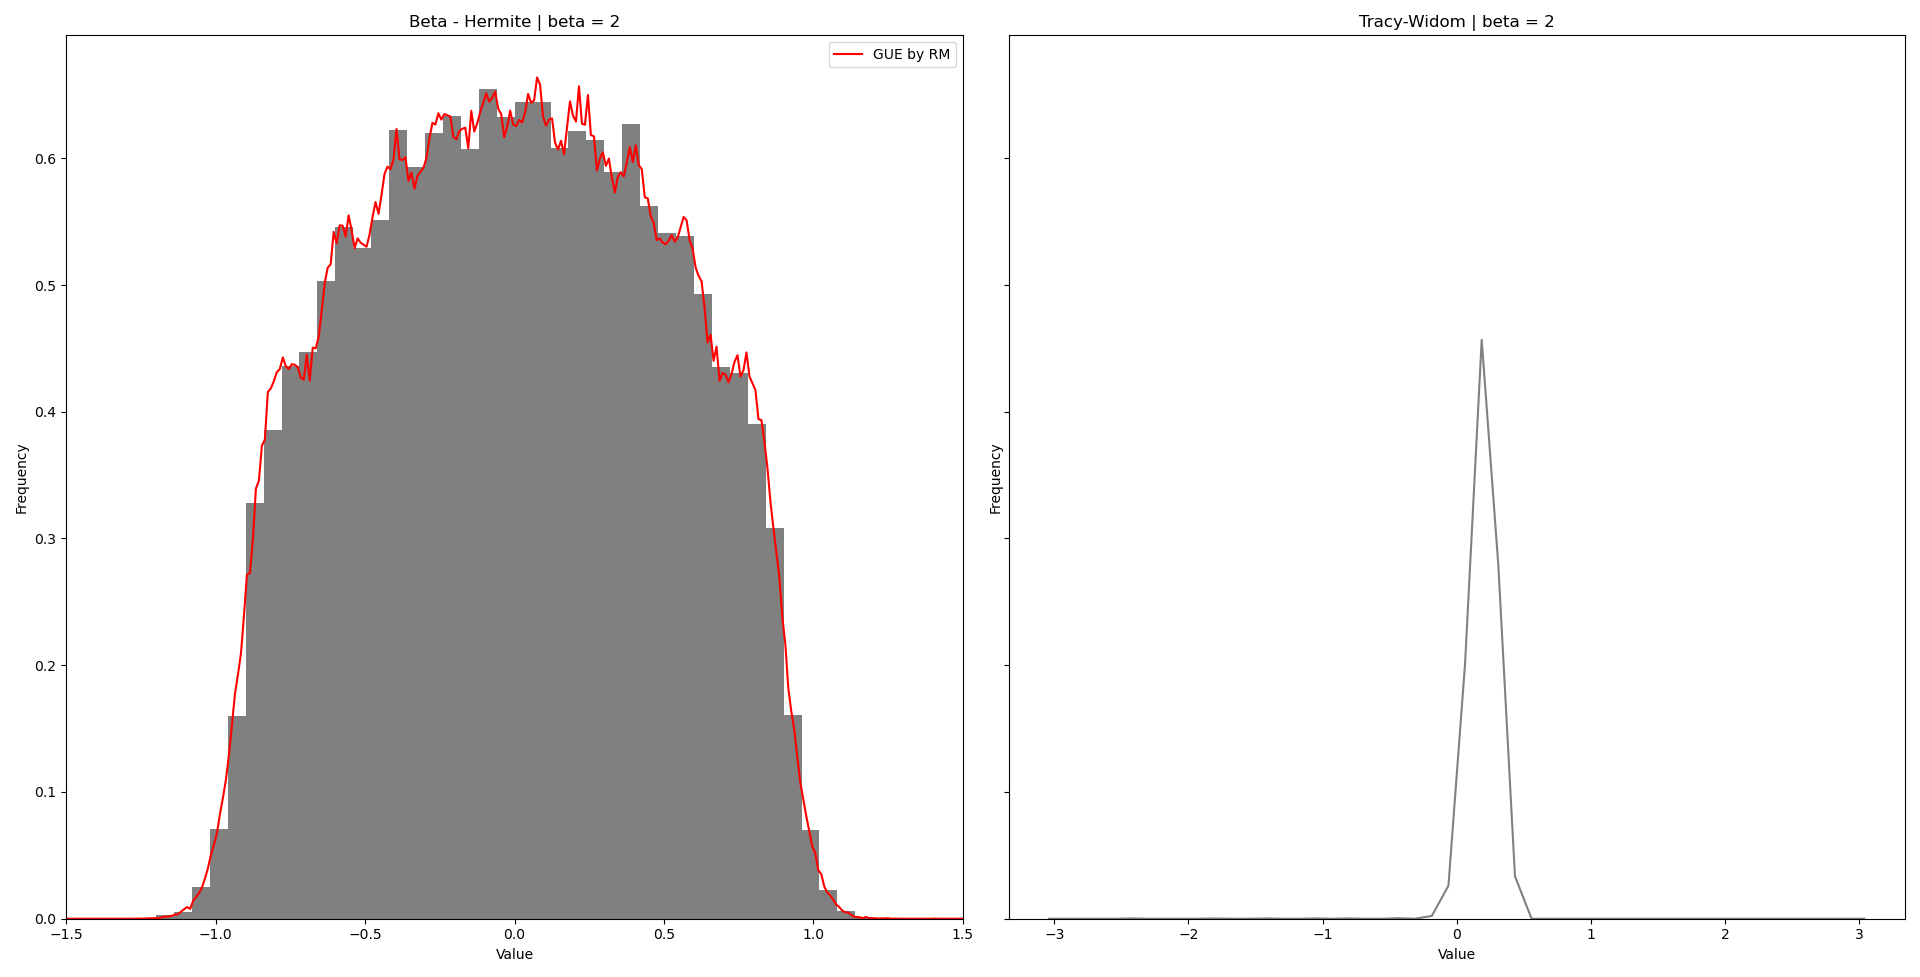 Beta - Hermite | beta = 2
GUE by RM
Frequency
0.6
0.5
0.4
0.3
0.2
0.1
0.0
−1.5 −1.0 −0.5 0.0 0.5 1.0 1.5
Value
Tracy-Widom | beta = 2
Frequency
−3 −2 −1 0 1 2 3
Value